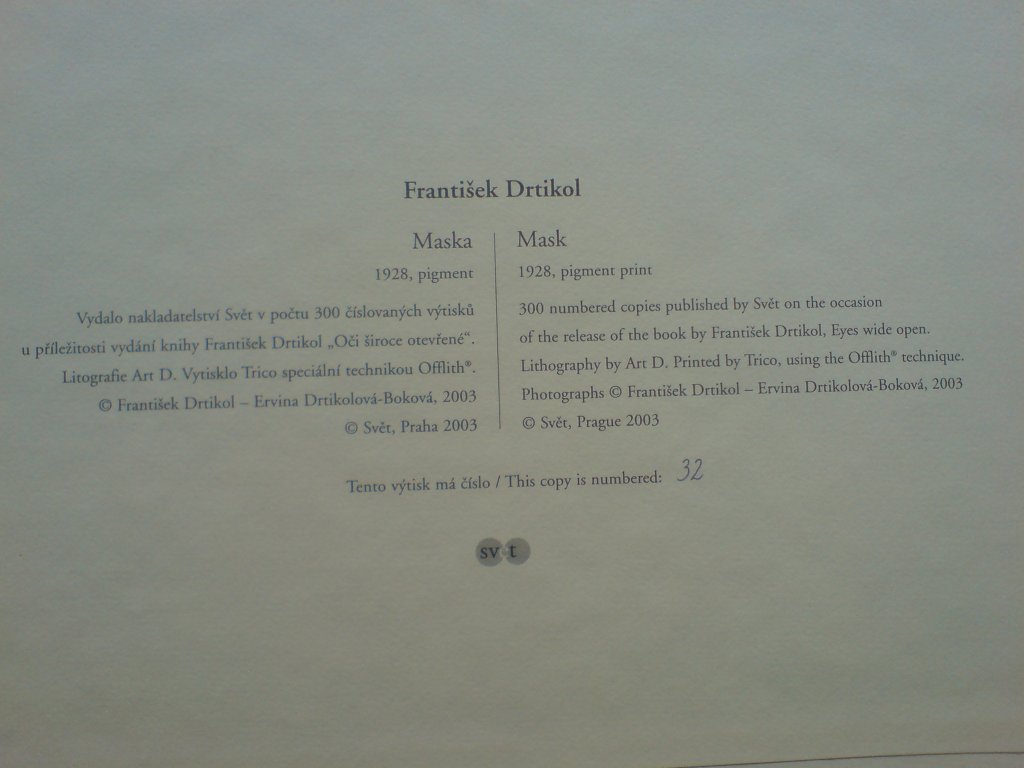 František Drtikol
Maska
1928, pigment
Vydalo nakladatelství Svět v počtu 300 číslovaných výtisků
u příležitosti vydání knihy František Drtikol „Oči široce otevřené“.
Litografie Art D. Vytisklo Trico speciální technikou Offlith®.
© František Drtikol – Ervina Drtikolová-Boková, 2003
© Svět, Praha 2003
Mask
1928, pigment print
300 numbered copies published by Svět on the occasion
of the release of the book by František Drtikol, Eyes wide open.
Lithography by Art D. Printed by Trico, using the Offlith® technique.
Photographs © František Drtikol – Ervina Drtikolová-Boková, 2003
© Svět, Prague 2003
Tento výtisk má číslo / This copy is numbered: 32
svět